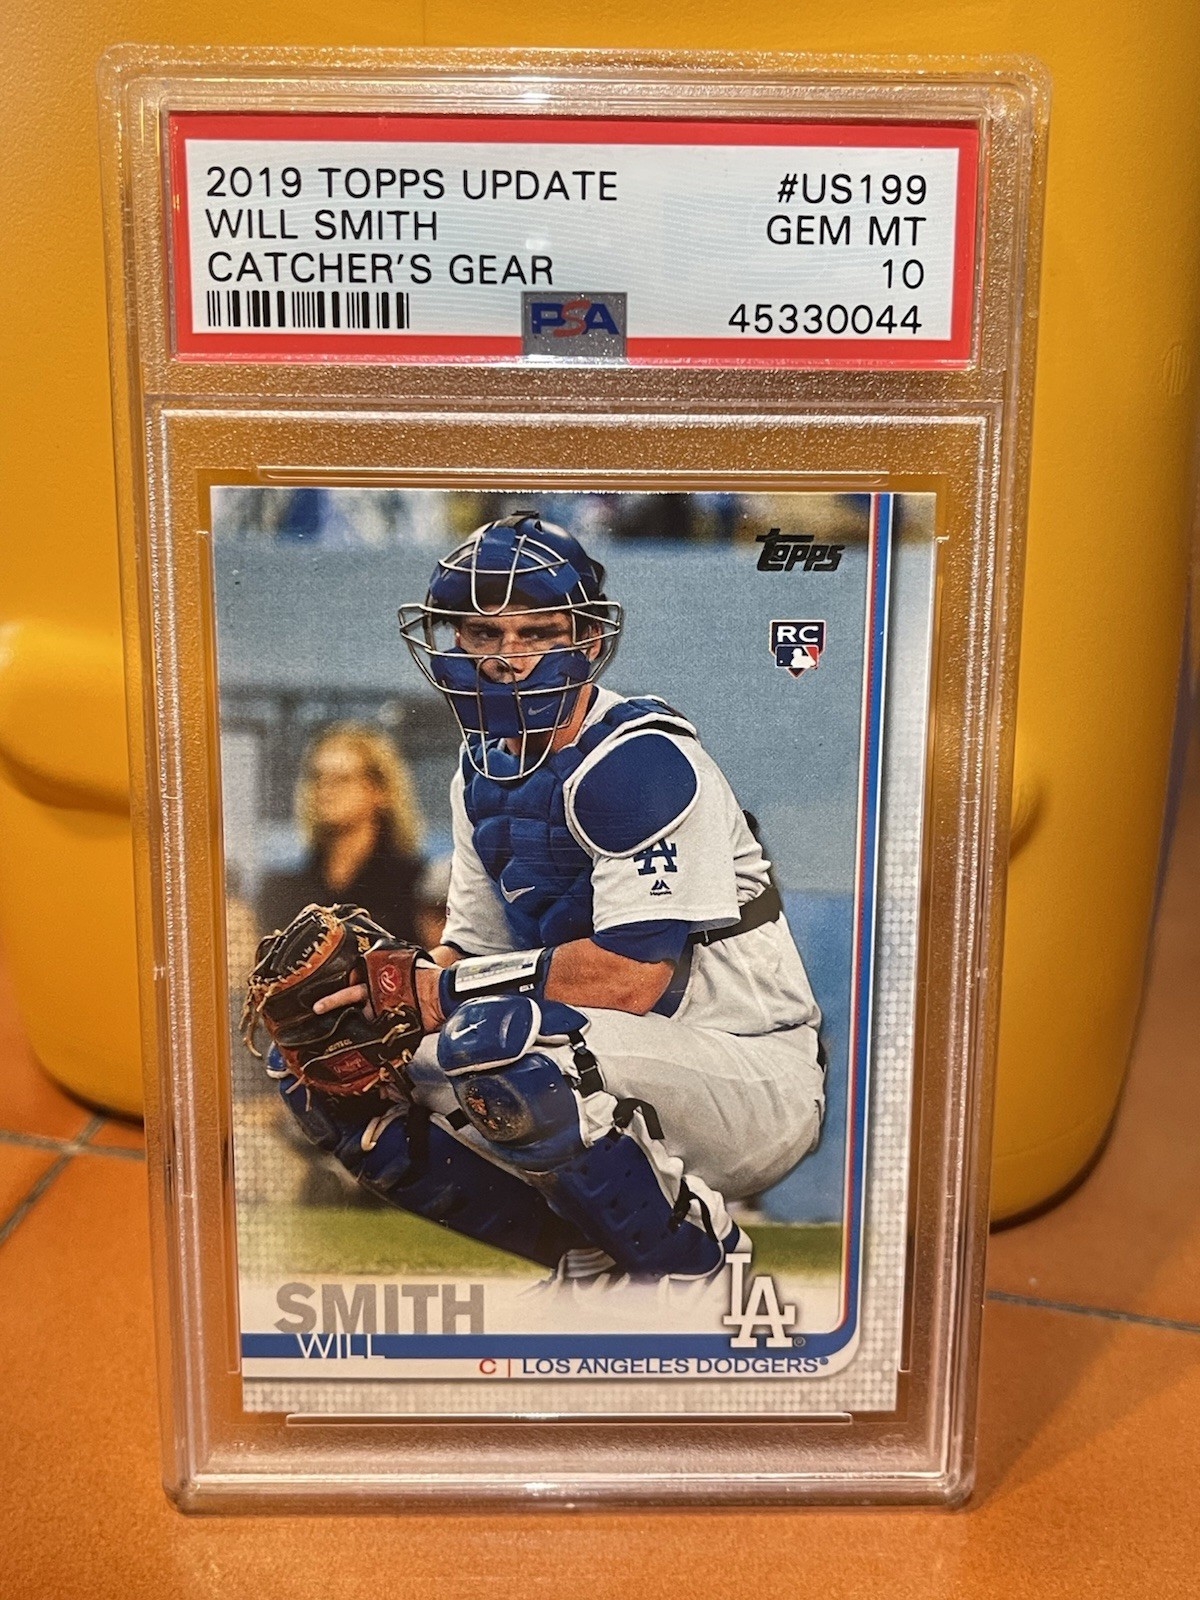 2019 TOPPS UPDATE #US199
WILL SMITH GEM MT
CATCHER'S GEAR 10
PSA 45330044
Topps
RC
LA
SMITH
WILL
LA®
C | LOS ANGELES DODGERS®